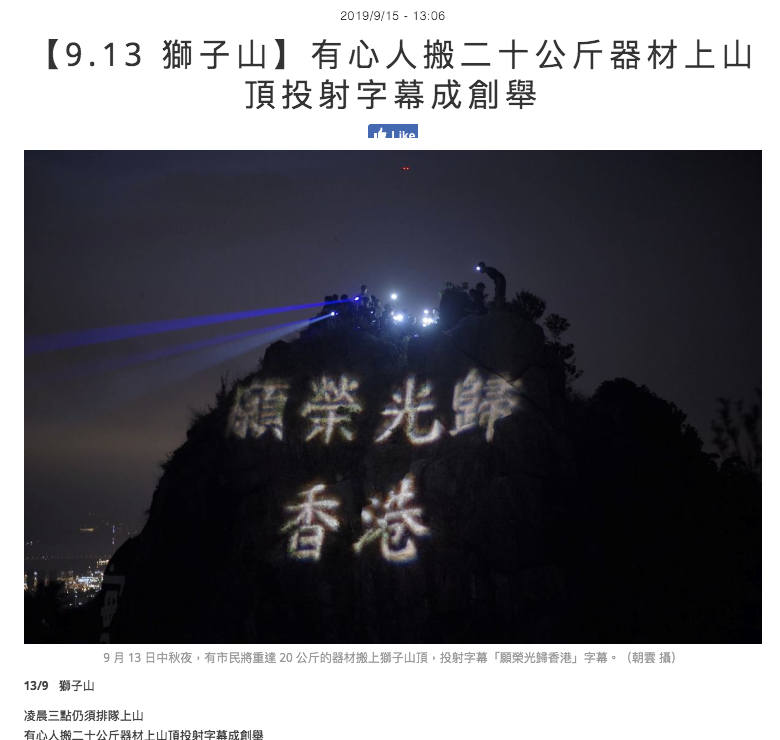 2019/9/15 - 13:06
【9.13 獅子山】有心人搬二十公斤器材上山
頂投射字幕成創舉
Like
願榮光歸
香港
9 月 13 日中秋夜，有市民將重達 20 公斤的器材搬上獅子山頂，投射字幕「願榮光歸香港」字幕。（朝雲 攝）
13/9 獅子山
凌晨三點仍須排隊上山
有心人搬二十公斤器材上山頂投射字幕成創舉